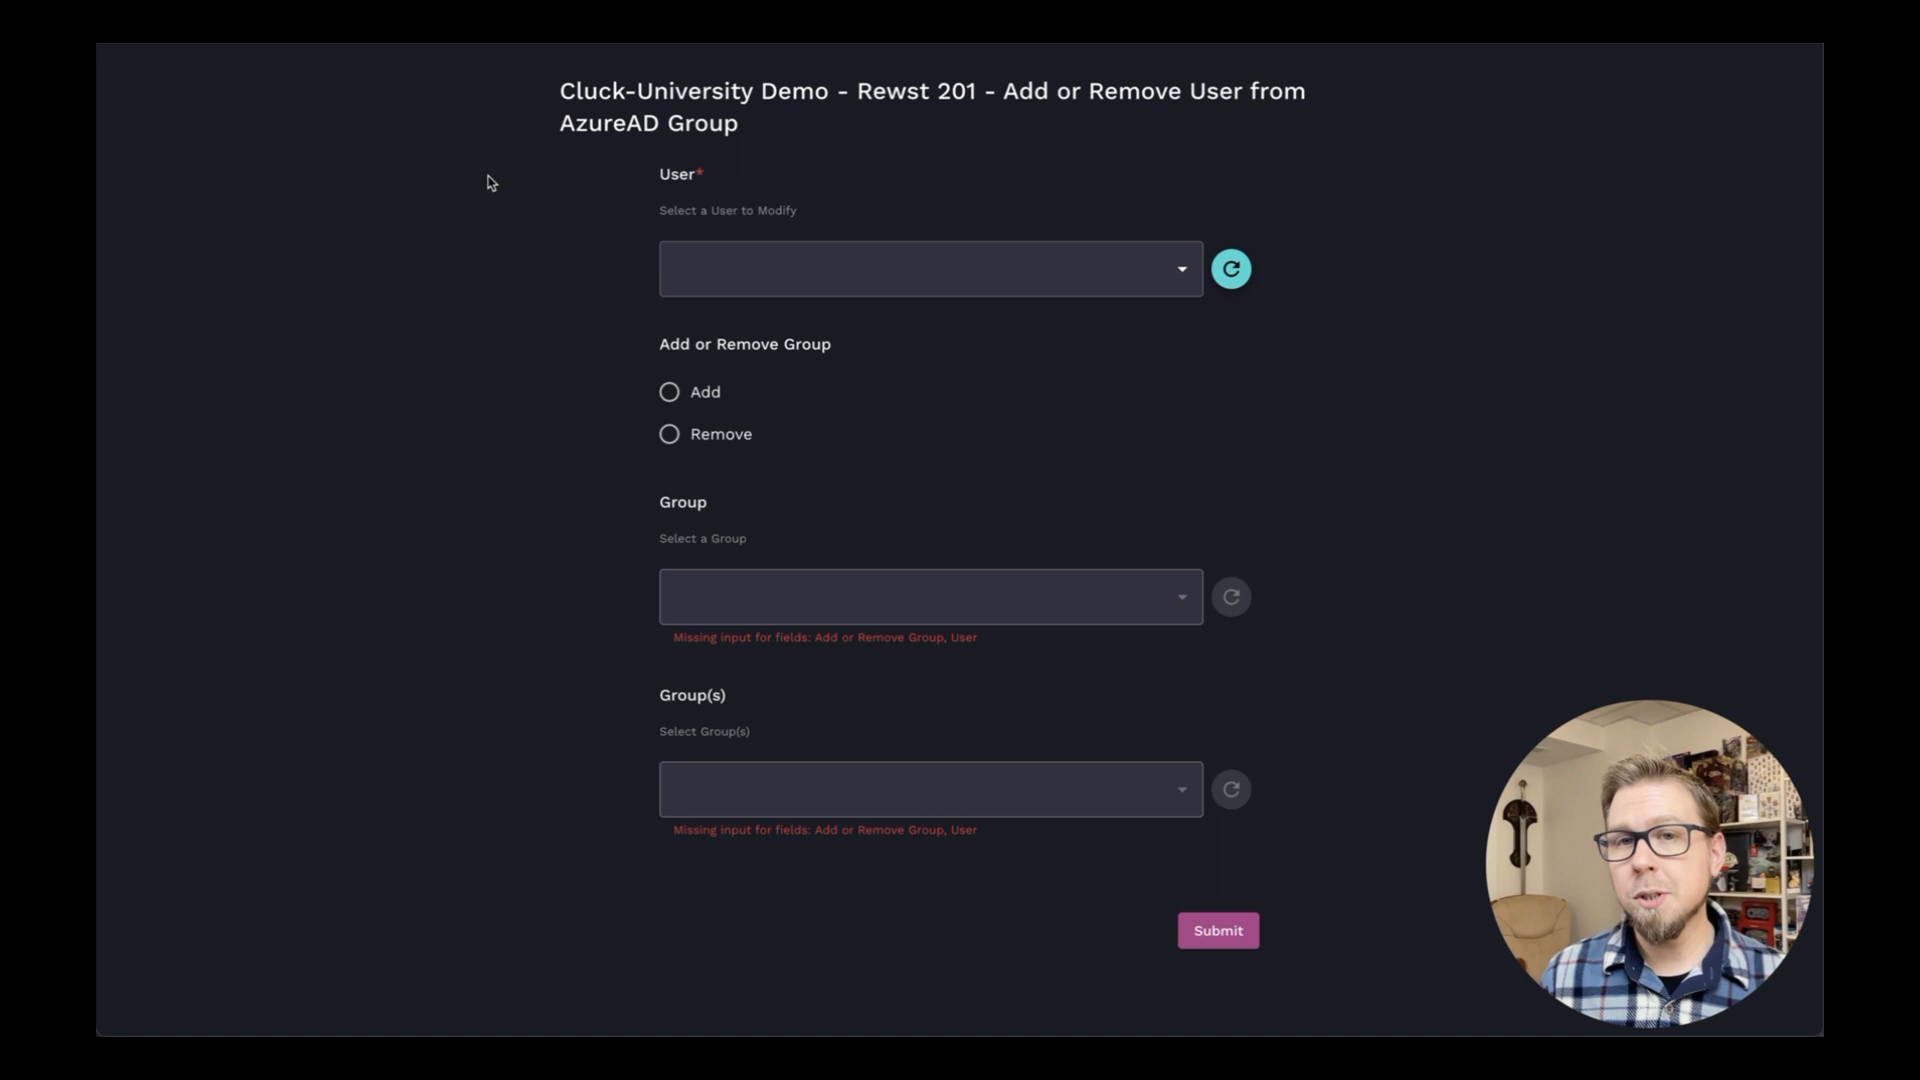 Cluck-University Demo - Rewst 201 - Add or Remove User from
AzureAD Group
User*
Select a User to Modify
Add or Remove Group
Add
Remove
Group
Select a Group
Missing input for fields: Add or Remove Group, User
Group(s)
Select Group(s)
Missing input for fields: Add or Remove Group, User
Submit